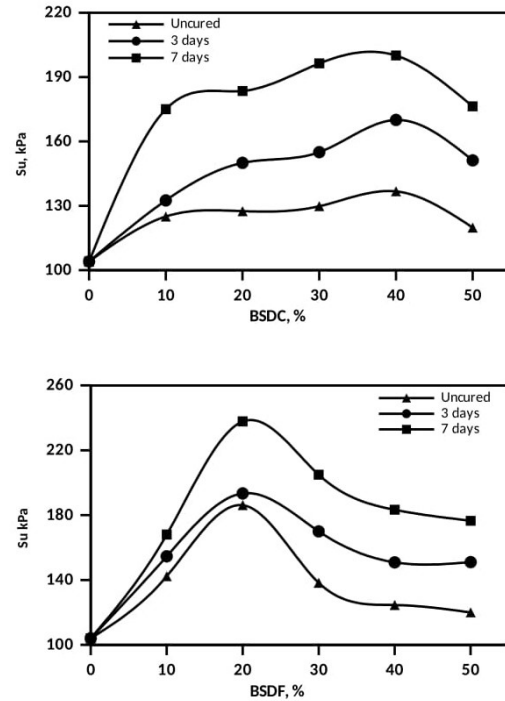 220
190
160
130
100
Su, kPa
Uncured
3 days
7 days
0 10 20 30 40 50
BSDC, %
260
220
180
140
100
Su kPa
Uncured
3 days
7 days
0 10 20 30 40 50
BSDF, %